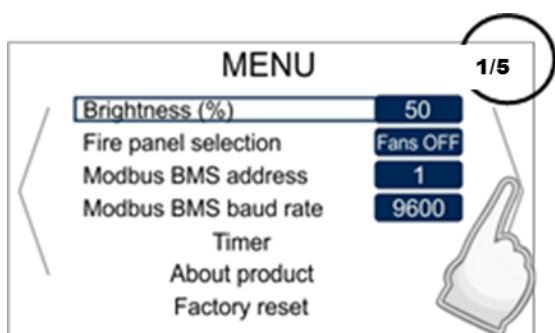 MENU
1/5
Brightness (%) 50
Fire panel selection Fans OFF
Modbus BMS address 1
Modbus BMS baud rate 9600
Timer
About product
Factory reset